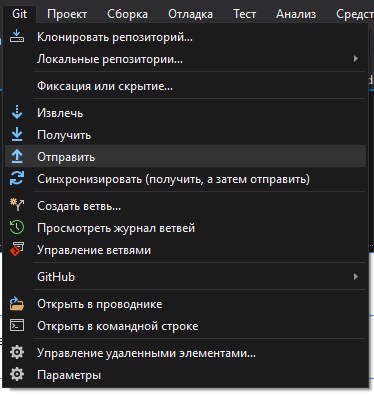 Git Проект Сборка Отладка Тест Анализ Средст
Клонировать репозиторий...
Локальные репозитории...
Фиксация или скрытие...
Извлечь
Получить
Отправить
Синхронизировать (получить, а затем отправить)
Создать ветвь...
Просмотреть журнал ветвей
Управление ветвями
GitHub
Открыть в проводнике
Открыть в командной строке
Управление удаленными элементами...
Параметры